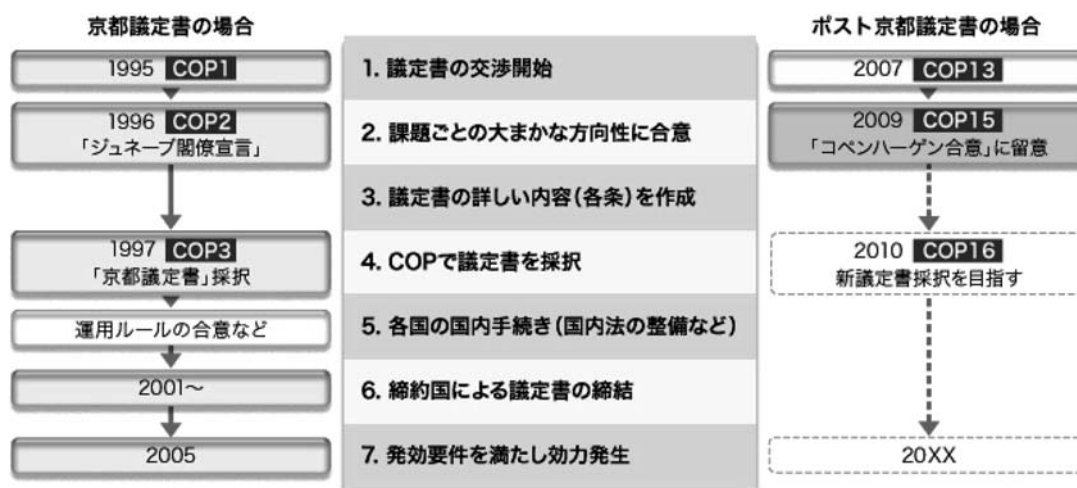 京都議定書の場合
1995 COP1
1996 COP2
「ジュネーブ閣僚宣言」
1997 COP3
「京都議定書」採択
運用ルールの合意など
2001〜
2005
1. 議定書の交渉開始
2. 課題ごとの大まかな方向性に合意
3. 議定書の詳しい内容(各条)を作成
4. COPで議定書を採択
5. 各国の国内手続き(国内法の整備など)
6. 締約国による議定書の締結
7. 発効要件を満たし効力発生
ポスト京都議定書の場合
2007 COP13
2009 COP15
「コペンハーゲン合意」に留意
2010 COP16
新議定書採択を目指す
20XX